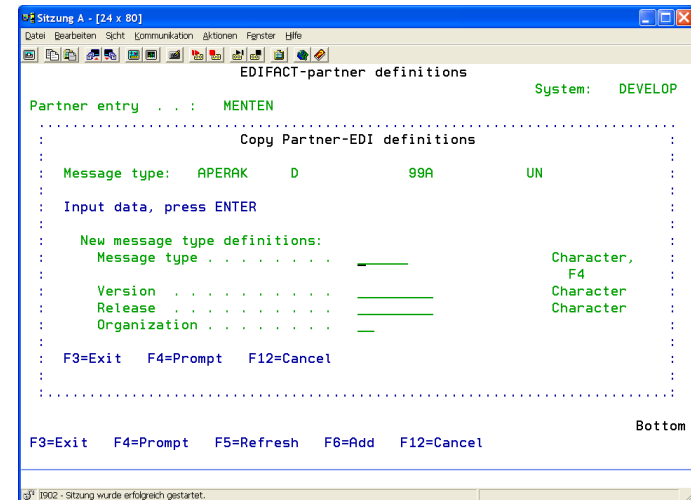 Sitzung A - [24 x 80]
Datei Bearbeiten Sicht Kommunikation Aktionen Fenster Hilfe
EDIFACT-partner definitions
System: DEVELOP
Partner entry . . : MENTEN
Copy Partner-EDI definitions
Message type: APERAK D 99A UN
Input data, press ENTER
New message type definitions:
Message type . . . . . . . . Character,
F4
Version . . . . . . . . . . Character
Release . . . . . . . . . . . Character
Organization . . . . . . . .
F3=Exit F4=Prompt F12=Cancel
Bottom
F3=Exit F4=Prompt F5=Refresh F6=Add F12=Cancel
I902 - Sitzung wurde erfolgreich gestartet.